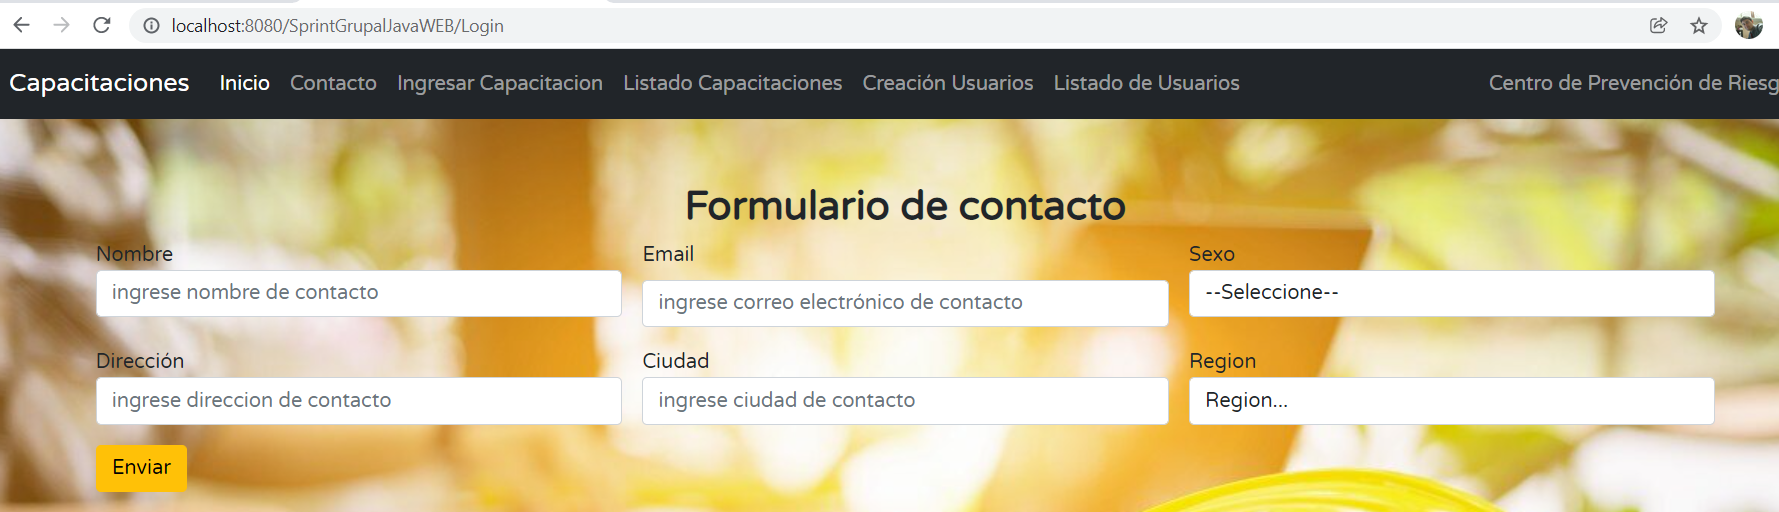 localhost:8080/SprintGrupalJavaWEB/Login
Capacitaciones Inicio Contacto Ingresar Capacitacion Listado Capacitaciones Creación Usuarios Listado de Usuarios Centro de Prevención de Riesg
Formulario de contacto
Nombre Email Sexo
ingrese nombre de contacto ingrese correo electrónico de contacto --Seleccione--
Dirección Ciudad Region
ingrese direccion de contacto ingrese ciudad de contacto Region...
Enviar